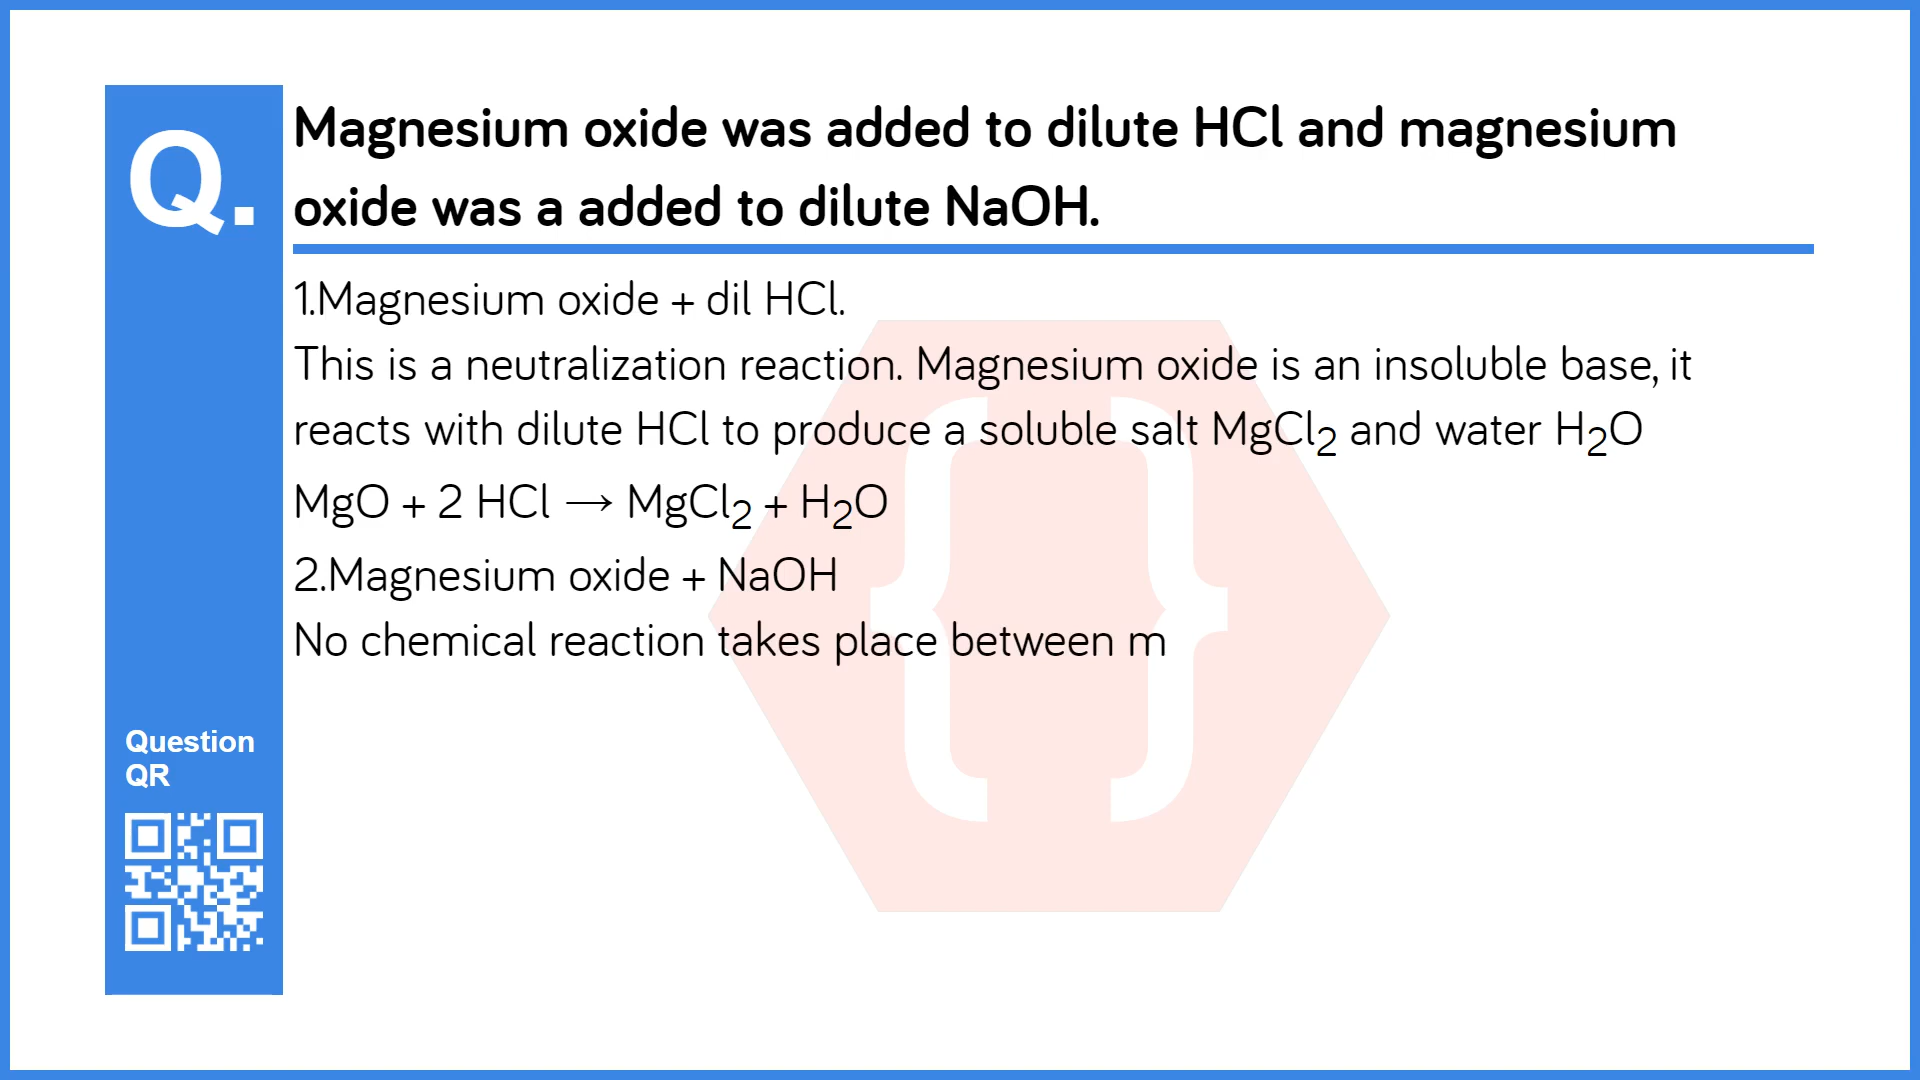 Q.
Magnesium oxide was added to dilute HCl and magnesium
oxide was a added to dilute NaOH.
1.Magnesium oxide + dil HCl.
This is a neutralization reaction. Magnesium oxide is an insoluble base, it
reacts with dilute HCl to produce a soluble salt MgCl₂ and water H₂O
MgO + 2 HCl → MgCl₂ + H₂O
2.Magnesium oxide + NaOH
No chemical reaction takes place between m
Question
QR